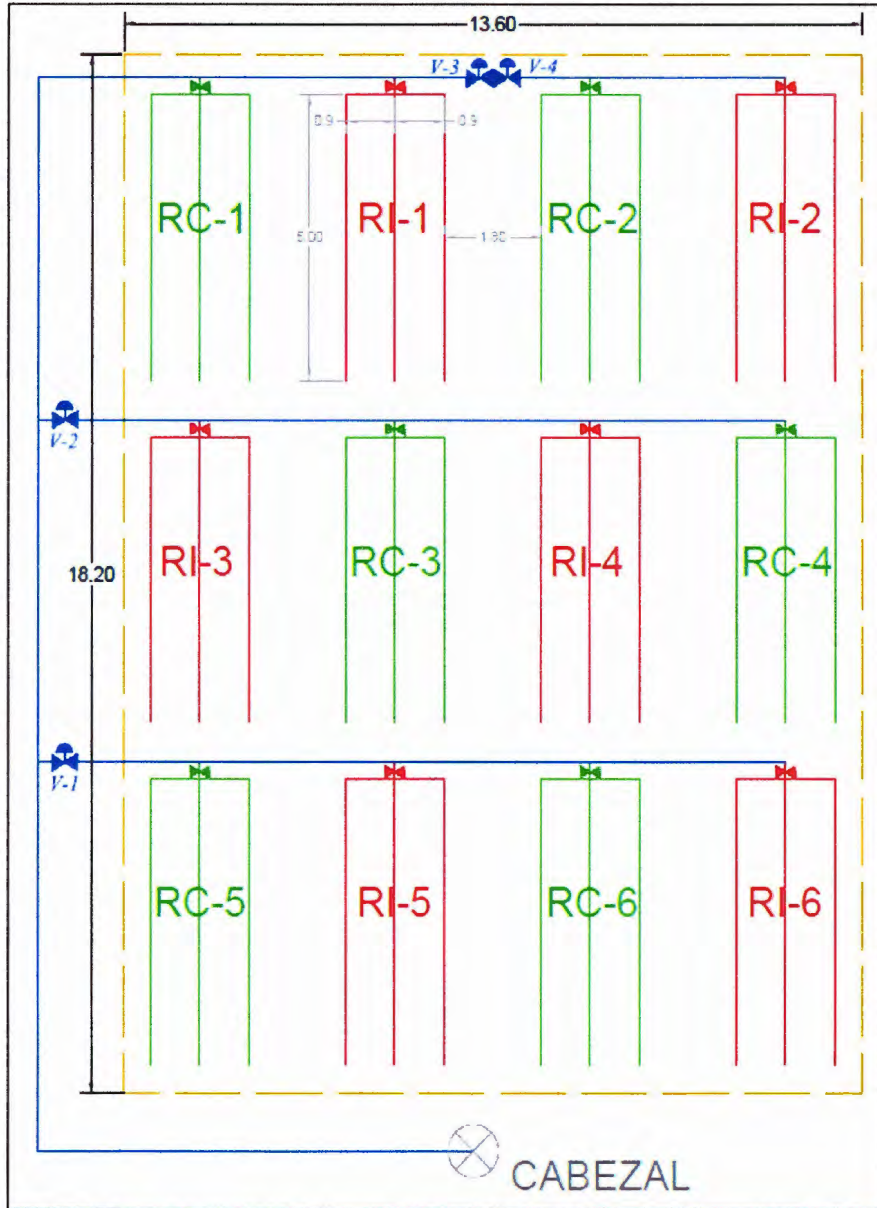 13.60
V-3 V-4
0.9 0.9
RC-1 RI-1 RC-2 RI-2
5.00 1.80
V-2
RI-3 RC-3 RI-4 RC-4
18.20
V-1
RC-5 RI-5 RC-6 RI-6
CABEZAL